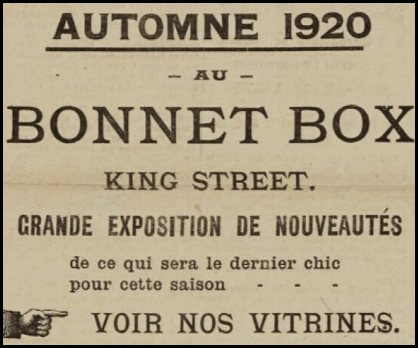 AUTOMNE 1920
– AU –
BONNET BOX
KING STREET.
GRANDE EXPOSITION DE NOUVEAUTÉS
de ce qui sera le dernier chic
pour cette saison - - -
VOIR NOS VITRINES.